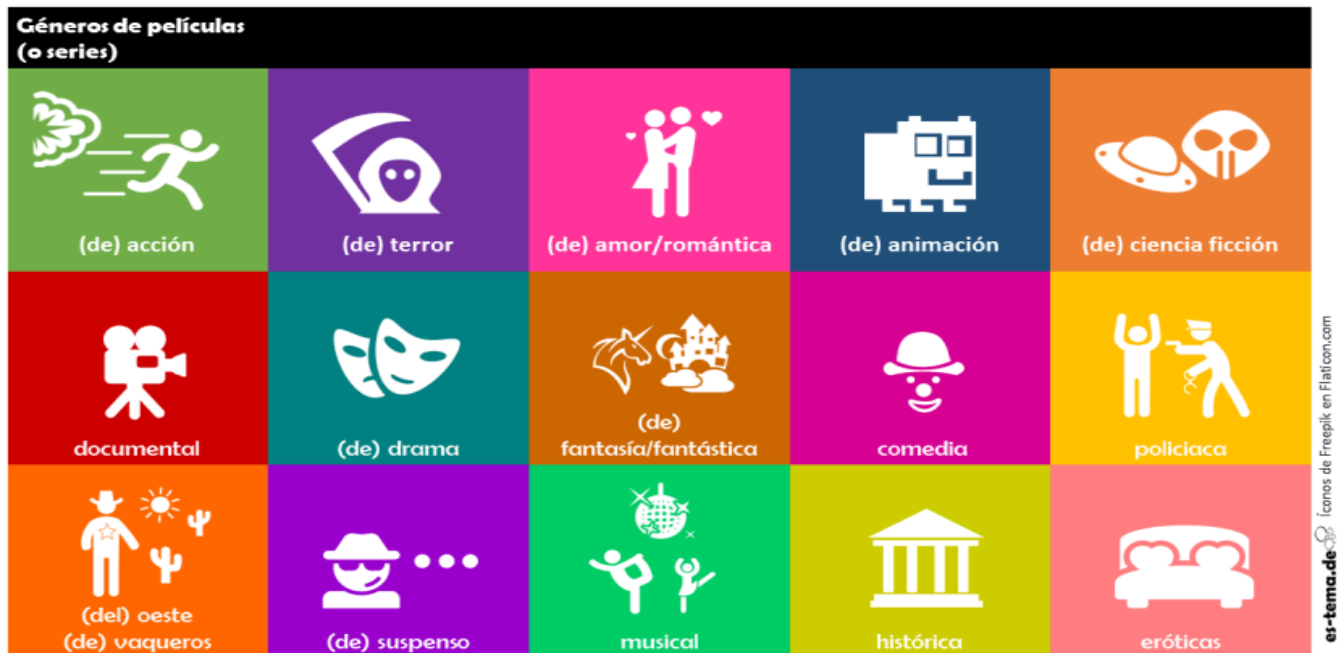 Géneros de películas
(o series)
(de) acción
(de) terror
(de) amor/romántica
(de) animación
(de) ciencia ficción
documental
(de) drama
(de)
fantasía/fantástica
comedia
policiaca
(del) oeste
(de) vaqueros
(de) suspenso
musical
histórica
eróticas
es-tema.de Íconos de Freepik en Flaticon.com